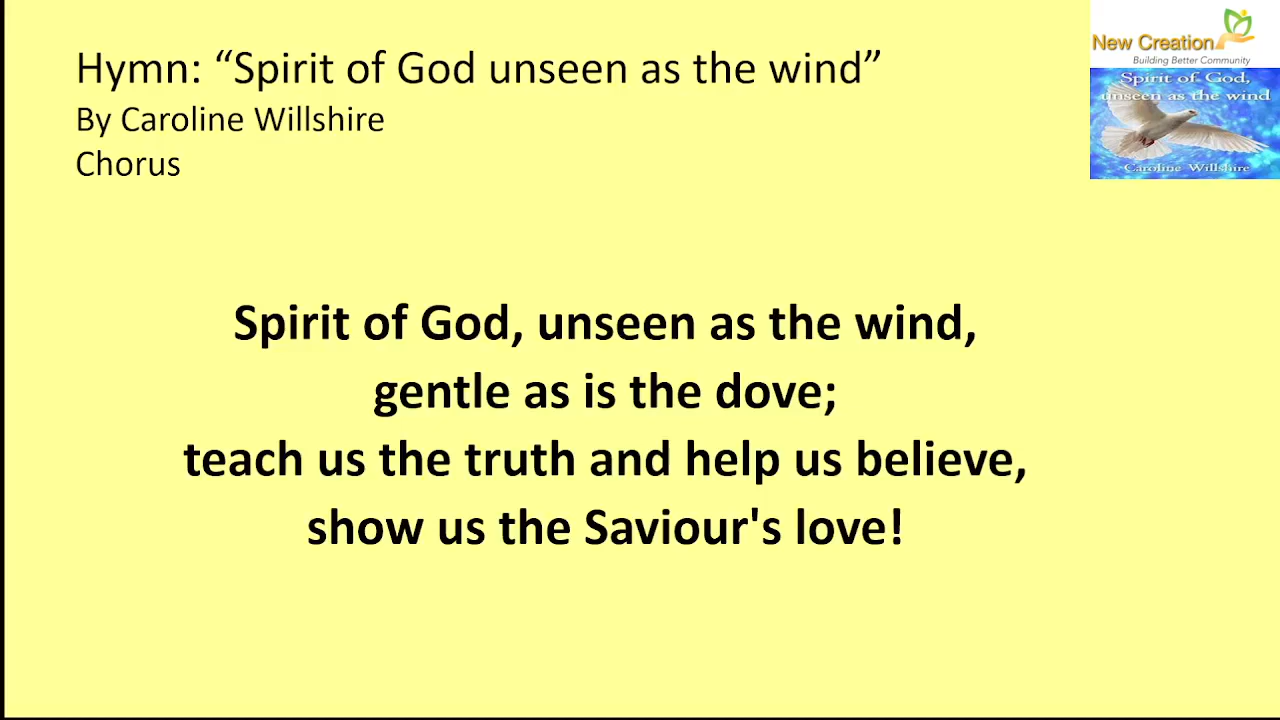 Hymn: “Spirit of God unseen as the wind”
By Caroline Willshire
Chorus
New Creation
Building Better Community
Spirit of God,
unseen as the wind
Caroline Willshire
Spirit of God, unseen as the wind,
gentle as is the dove;
teach us the truth and help us believe,
show us the Saviour's love!